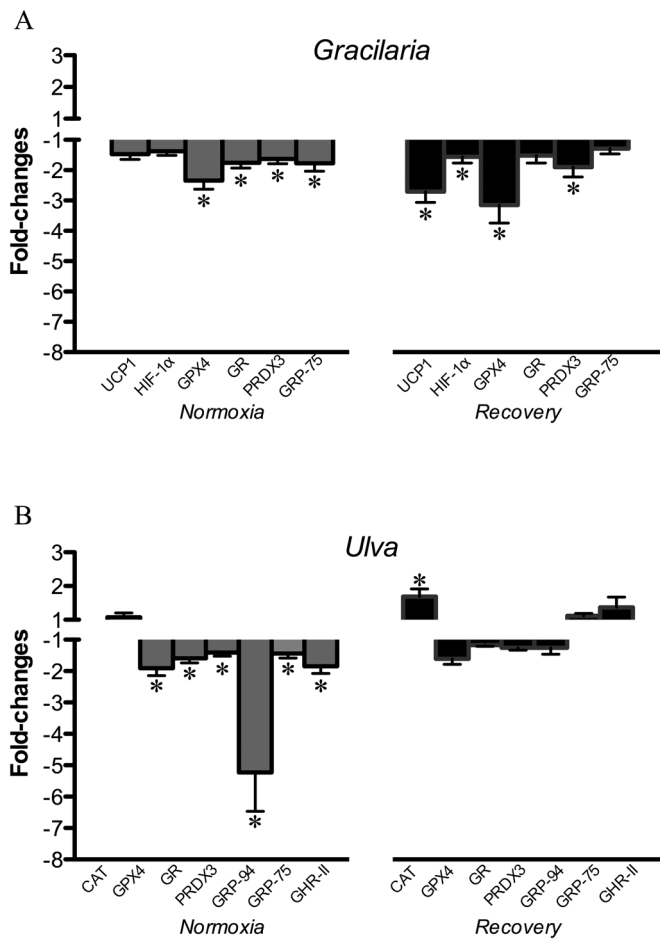 A
Gracilaria
Fold-changes
3
2
1
-1
-2
-3
-4
-5
-6
-7
-8
* * * * * * * *
UCP1 HIF-1α GPX4 GR PRDX3 GRP-75 UCP1 HIF-1α GPX4 GR PRDX3 GRP-75
Normoxia Recovery
B
Ulva
Fold-changes
3
2
1
-1
-2
-3
-4
-5
-6
-7
-8
* * * * * * *
CAT GPX4 GR PRDX3 GRP-94 GRP-75 GHR-II CAT GPX4 GR PRDX3 GRP-94 GRP-75 GHR-II
Normoxia Recovery